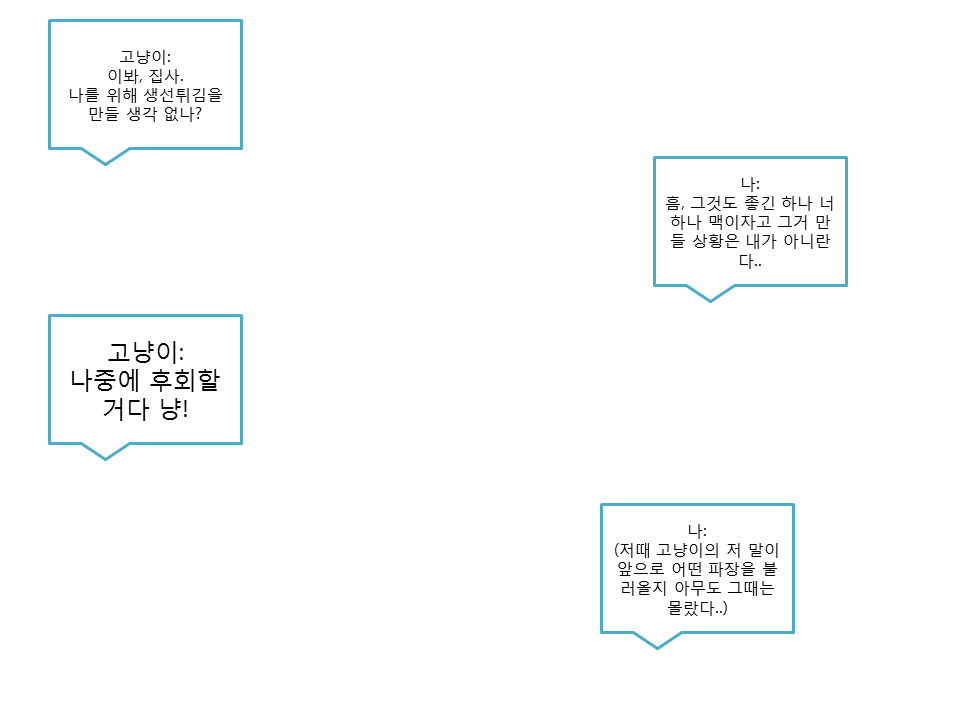 고냥이:
이봐, 집사.
나를 위해 생선튀김을
만들 생각 없나?
나:
흠, 그것도 좋긴 하나 너
하나 맥이자고 그거 만
들 상황은 내가 아니란
다..
고냥이:
나중에 후회할
거다 냥!
나:
(저때 고냥이의 저 말이
앞으로 어떤 파장을 불
러올지 아무도 그때는
몰랐다..)